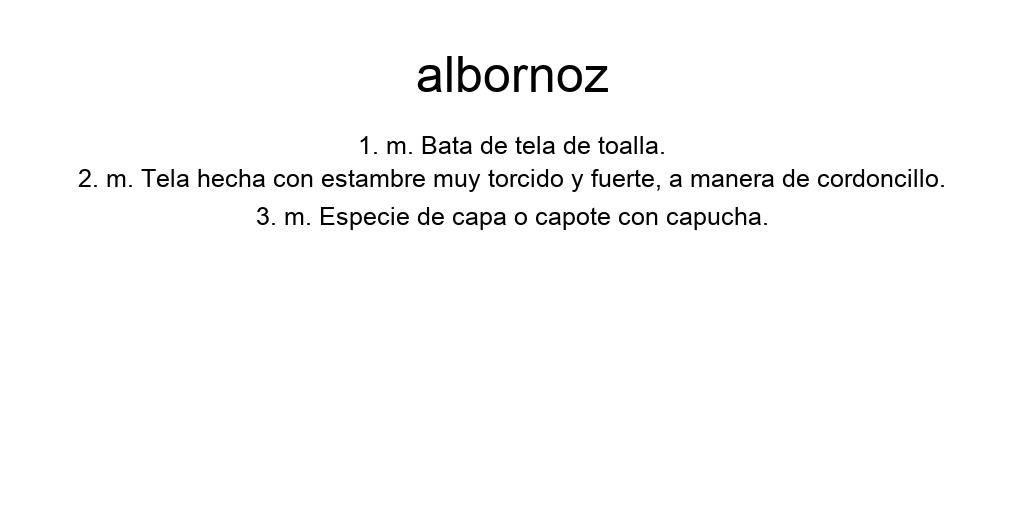 albornoz
1. m. Bata de tela de toalla.
2. m. Tela hecha con estambre muy torcido y fuerte, a manera de cordoncillo.
3. m. Especie de capa o capote con capucha.